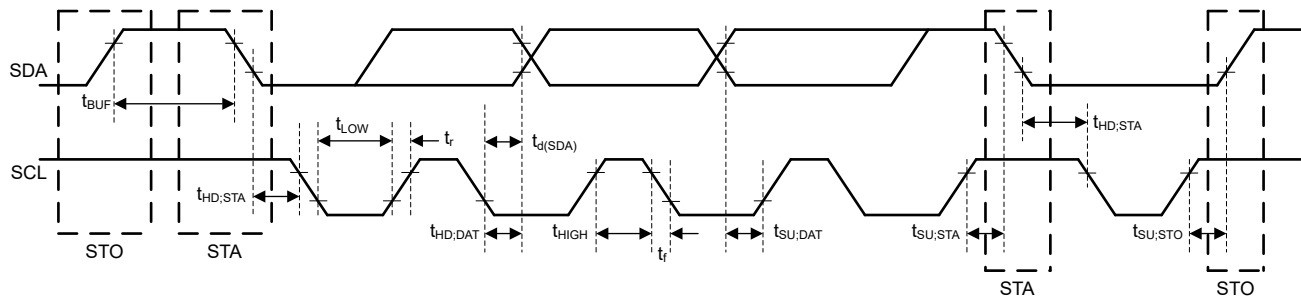 SDA
t_BUF
t_LOW
t_r
t_d(SDA)
t_HD;STA
SCL
t_HD;STA
t_HD;DAT
t_HIGH
t_f
t_SU;DAT
t_SU;STA
t_SU;STO
STO
STA
STA
STO